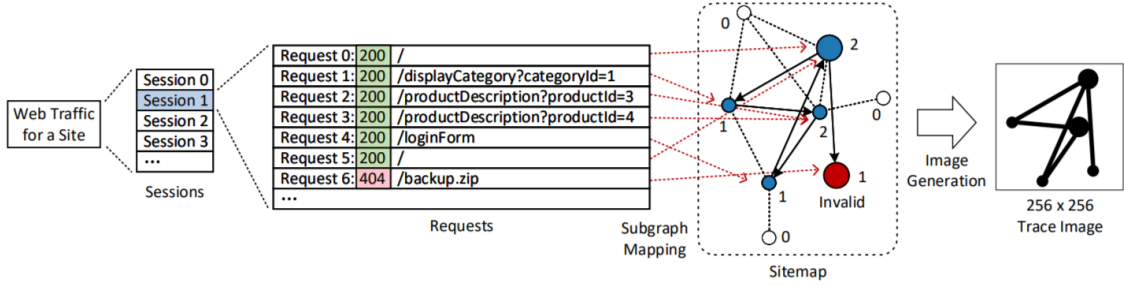 Web Traffic
for a Site
Session 0
Session 1
Session 2
Session 3
...
Sessions
Request 0: 200 /
Request 1: 200 /displayCategory?categoryId=1
Request 2: 200 /productDescription?productId=3
Request 3: 200 /productDescription?productId=4
Request 4: 200 /loginForm
Request 5: 200 /
Request 6: 404 /backup.zip
...
Requests
Subgraph
Mapping
0
2
1
2
0
1
1
Invalid
0
Sitemap
Image
Generation
256 x 256
Trace Image